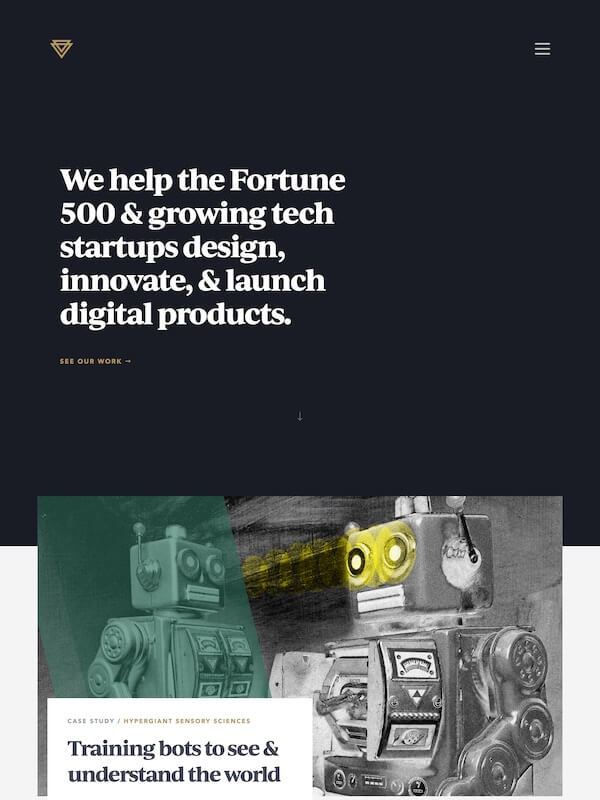 We help the Fortune
500 & growing tech
startups design,
innovate, & launch
digital products.
SEE OUR WORK →
↓
CASE STUDY / HYPERGIANT SENSORY SCIENCES
Training bots to see &
understand the world